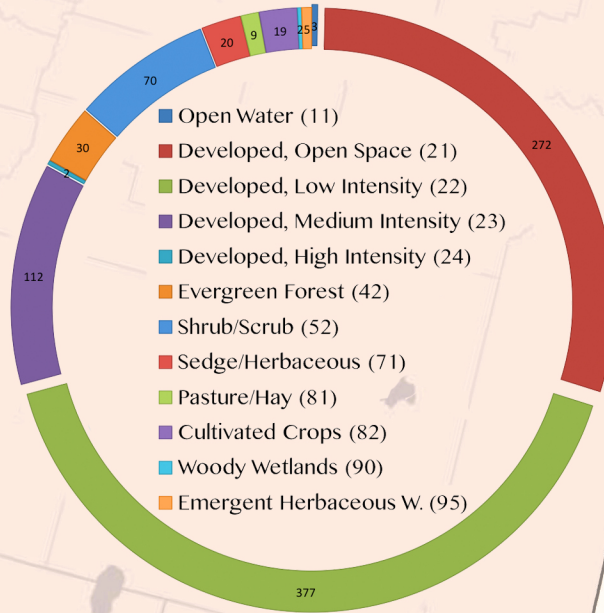 20
9
19
2
5
3
70
272
30
2
112
Open Water (11)
Developed, Open Space (21)
Developed, Low Intensity (22)
Developed, Medium Intensity (23)
Developed, High Intensity (24)
Evergreen Forest (42)
Shrub/Scrub (52)
Sedge/Herbaceous (71)
Pasture/Hay (81)
Cultivated Crops (82)
Woody Wetlands (90)
Emergent Herbaceous W. (95)
377